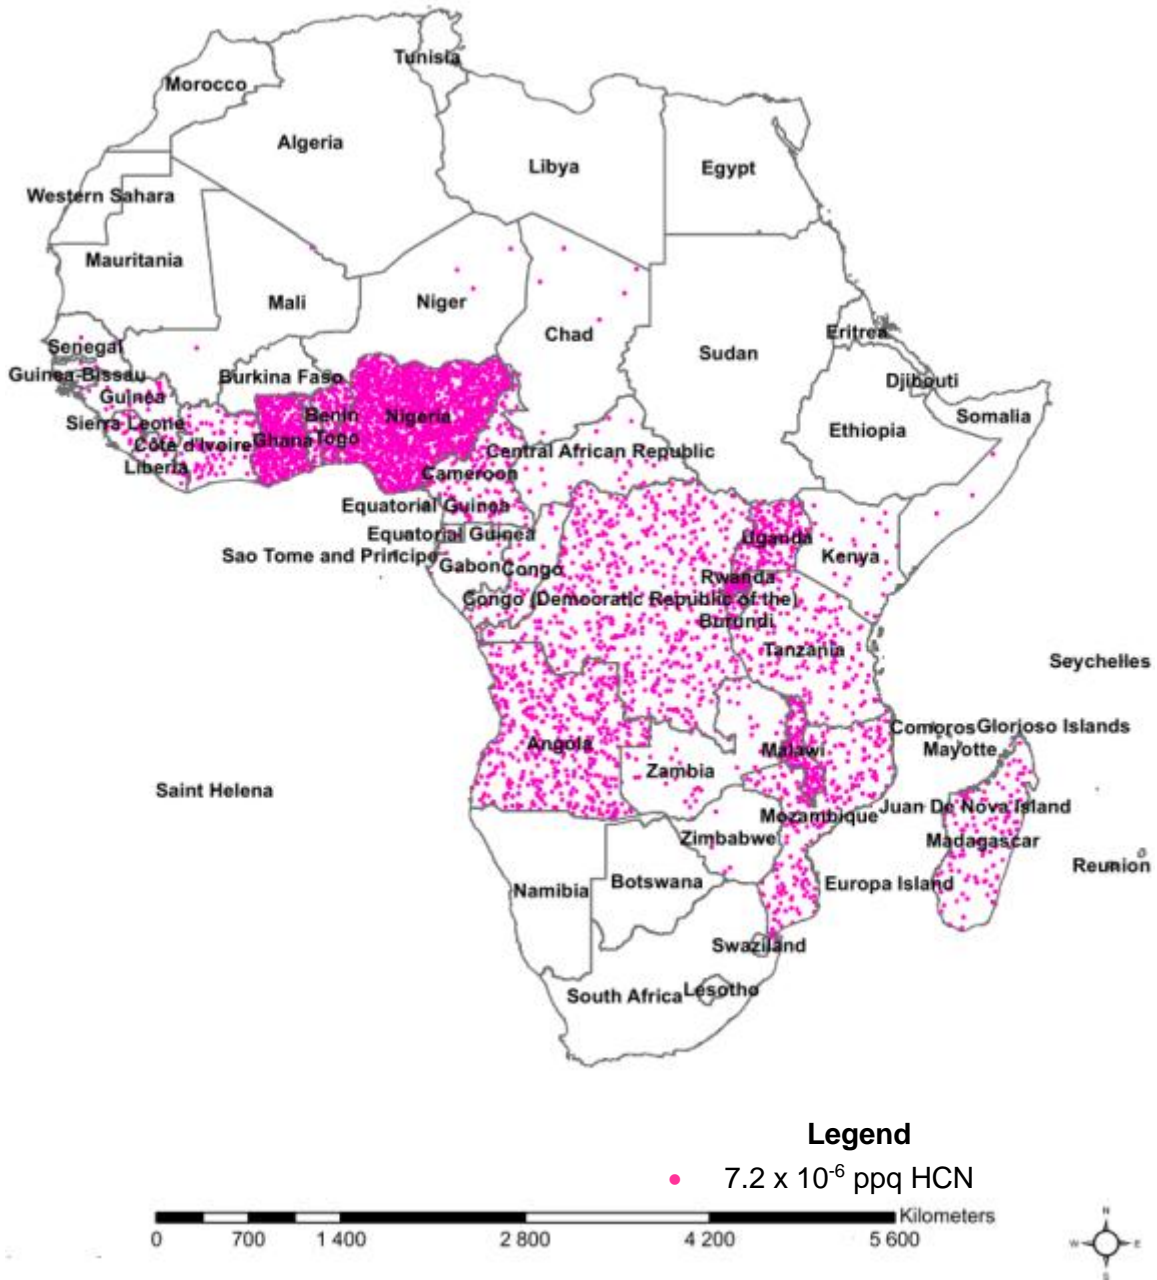 Tunisia
Morocco
Algeria
Libya
Egypt
Western Sahara
Mauritania
Mali
Niger
Chad
Sudan
Eritrea
Senegal
Guinea-Bissau
Burkina Faso
Djibouti
Guinea
Somalia
Benin
Nigeria
Sierra Leone
Ethiopia
Côte d'Ivoire
Ghana
Togo
Central African Republic
Liberia
Cameroon
Equatorial Guinea
Equatorial Guinea
Uganda
Sao Tome and Principe
Kenya
Gabon
Congo
Rwanda
Congo (Democratic Republic of the)
Burundi
Tanzania
Seychelles
Comoros
Glorioso Islands
Angola
Malawi
Mayotte
Zambia
Saint Helena
Juan De Nova Island
Mozambique
Zimbabwe
Madagascar
Reunion
Botswana
Europa Island
Namibia
Swaziland
South Africa
Lesotho
Legend
7.2 x 10-6 ppq HCN
Kilometers
0 700 1 400 2 800 4 200 5 600
N
W E
S